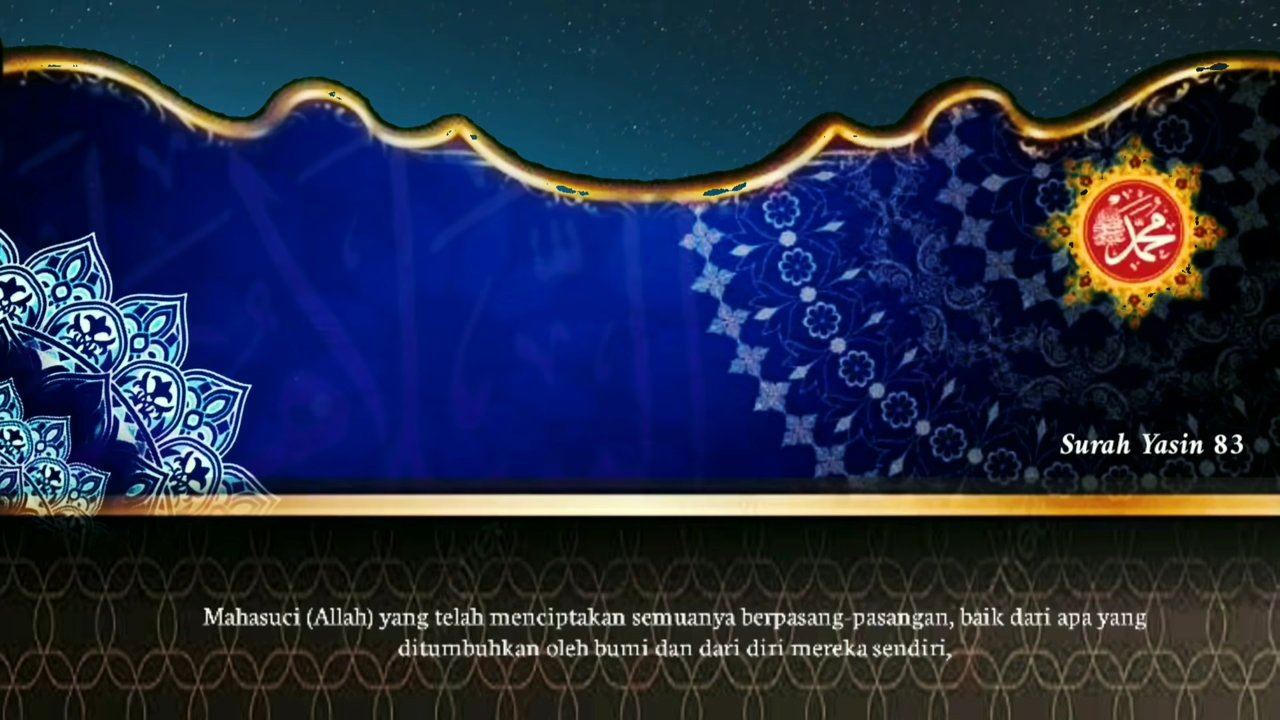 محمد
Surah Yasin 83
Mahasuci (Allah) yang telah menciptakan semuanya berpasang-pasangan, baik dari apa yang
ditumbuhkan oleh bumi dan dari diri mereka sendiri,